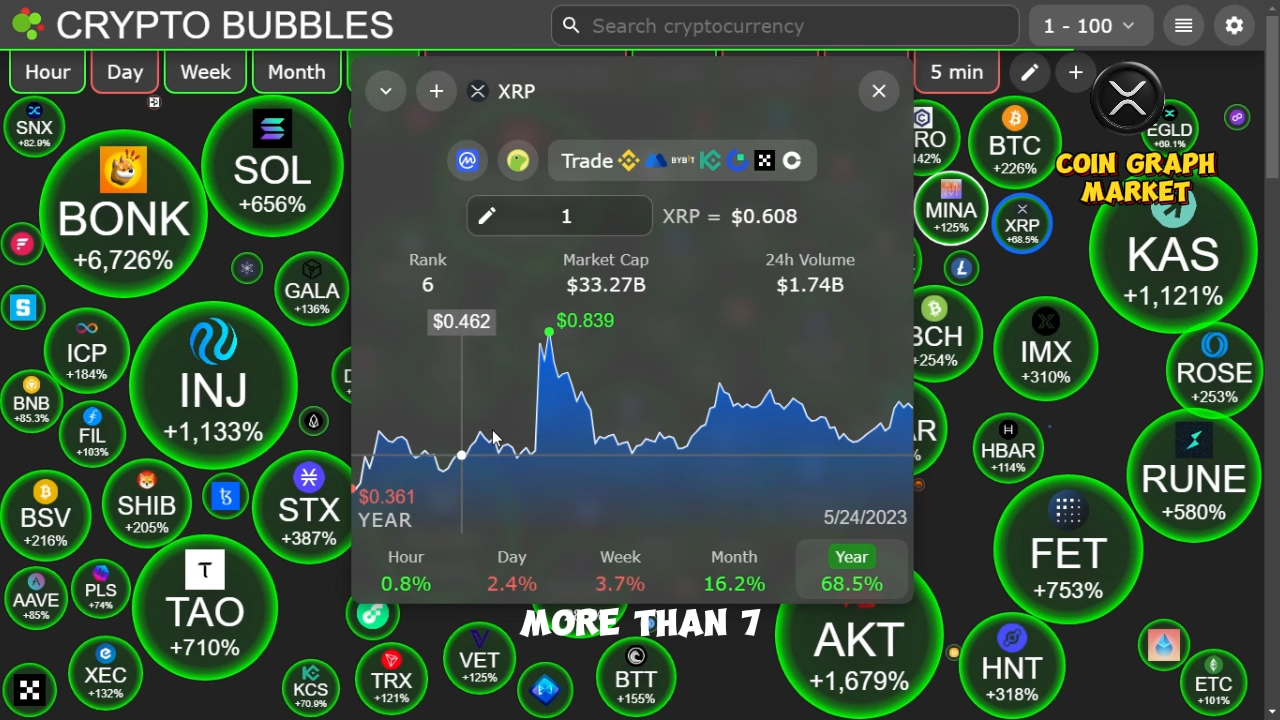 CRYPTO BUBBLES
Search cryptocurrency
1 - 100
Hour
Day
Week
Month
5 min
XRP
Trade
BYBIT
1
XRP = $0.608
Rank
Market Cap
24h Volume
6
$33.27B
$1.74B
$0.462
$0.839
$0.361
YEAR
5/24/2023
Hour
Day
Week
Month
Year
0.8%
2.4%
3.7%
16.2%
68.5%
MORE THAN 7
COIN GRAPH
MARKET
SNX
+82.9%
BONK
+6,726%
SOL
+656%
GALA
+136%
ICP
+184%
INJ
+1,133%
BNB
+85.3%
FIL
+103%
BSV
+216%
SHIB
+205%
STX
+387%
AAVE
+85%
PLS
+74%
TAO
+710%
XEC
+132%
KCS
+70.9%
TRX
+121%
VET
+125%
BTT
+155%
AKT
+1,679%
HNT
+318%
ETC
+101%
FET
+753%
RUNE
+580%
HBAR
+114%
IMX
+310%
ROSE
+253%
KAS
+1,121%
BCH
+254%
XRP
+68.5%
MINA
+125%
BTC
+226%
EGLD
+69.1%
RO
142%
AR